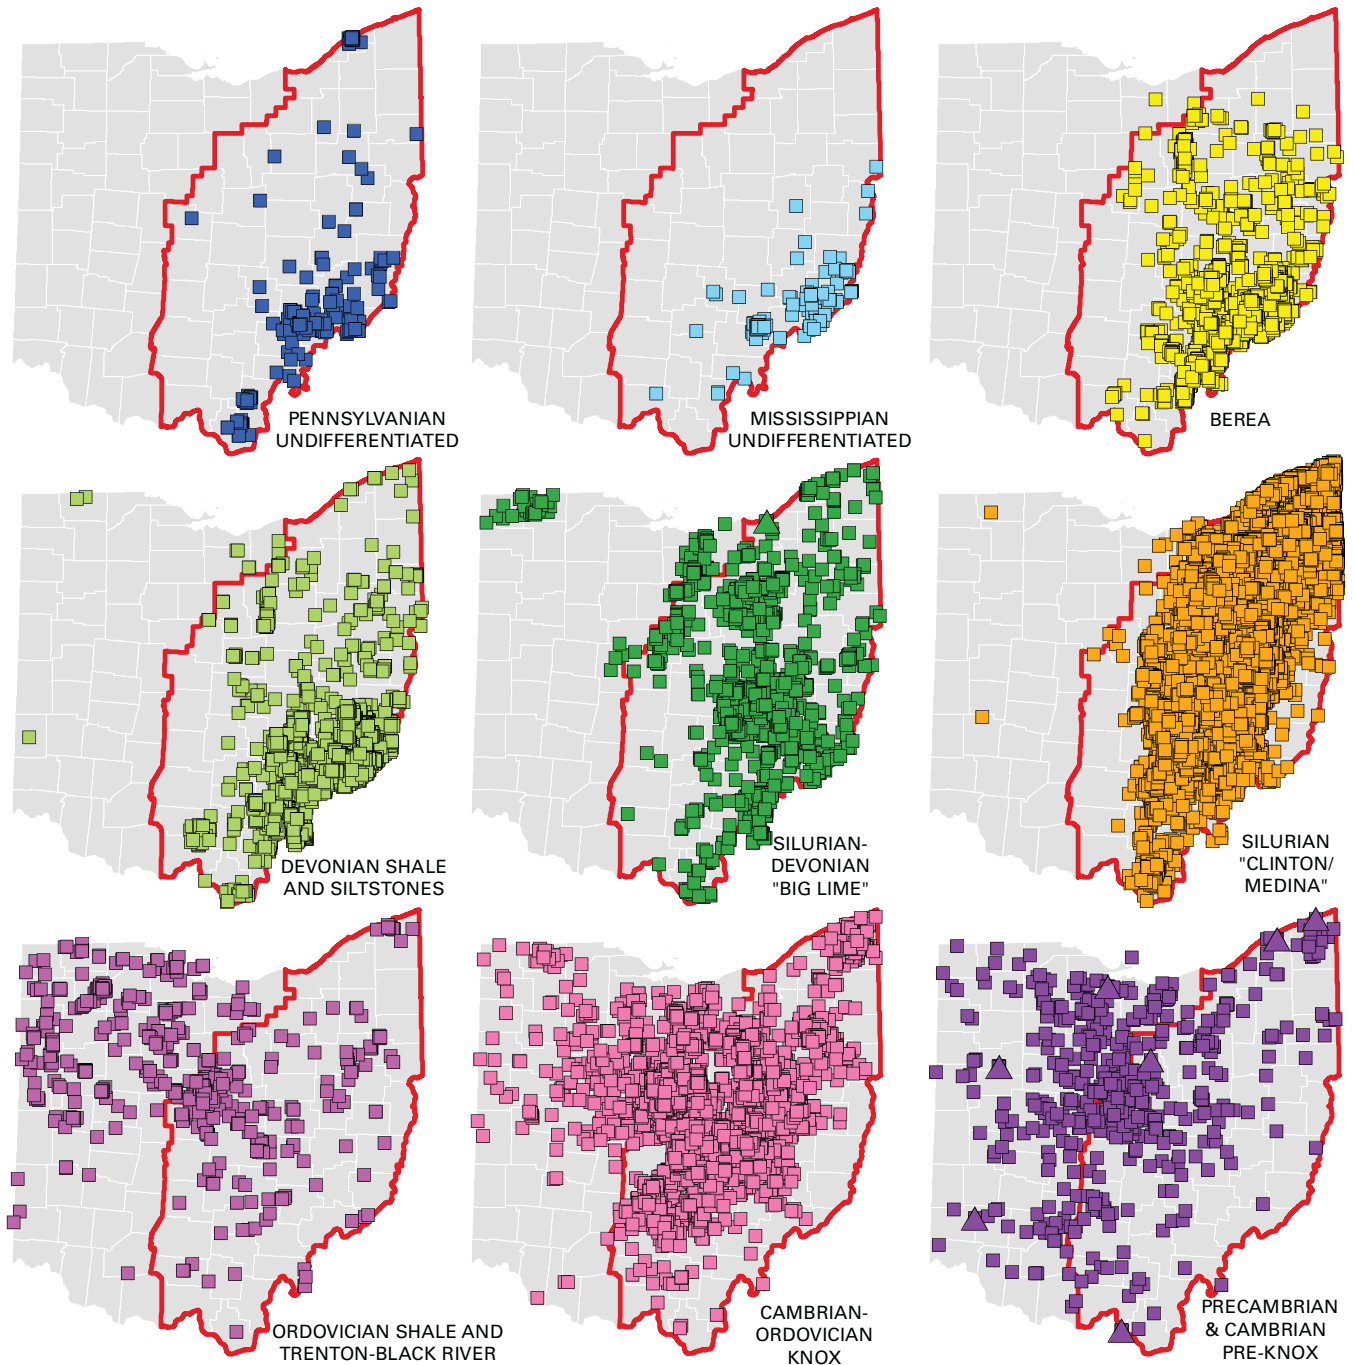 PENNSYLVANIAN
UNDIFFERENTIATED
MISSISSIPPIAN
UNDIFFERENTIATED
BEREA
DEVONIAN SHALE
AND SILTSTONES
SILURIAN-
DEVONIAN
"BIG LIME"
SILURIAN
"CLINTON/
MEDINA"
ORDOVICIAN SHALE AND
TRENTON-BLACK RIVER
CAMBRIAN-
ORDOVICIAN
KNOX
PRECAMBRIAN
& CAMBRIAN
PRE-KNOX